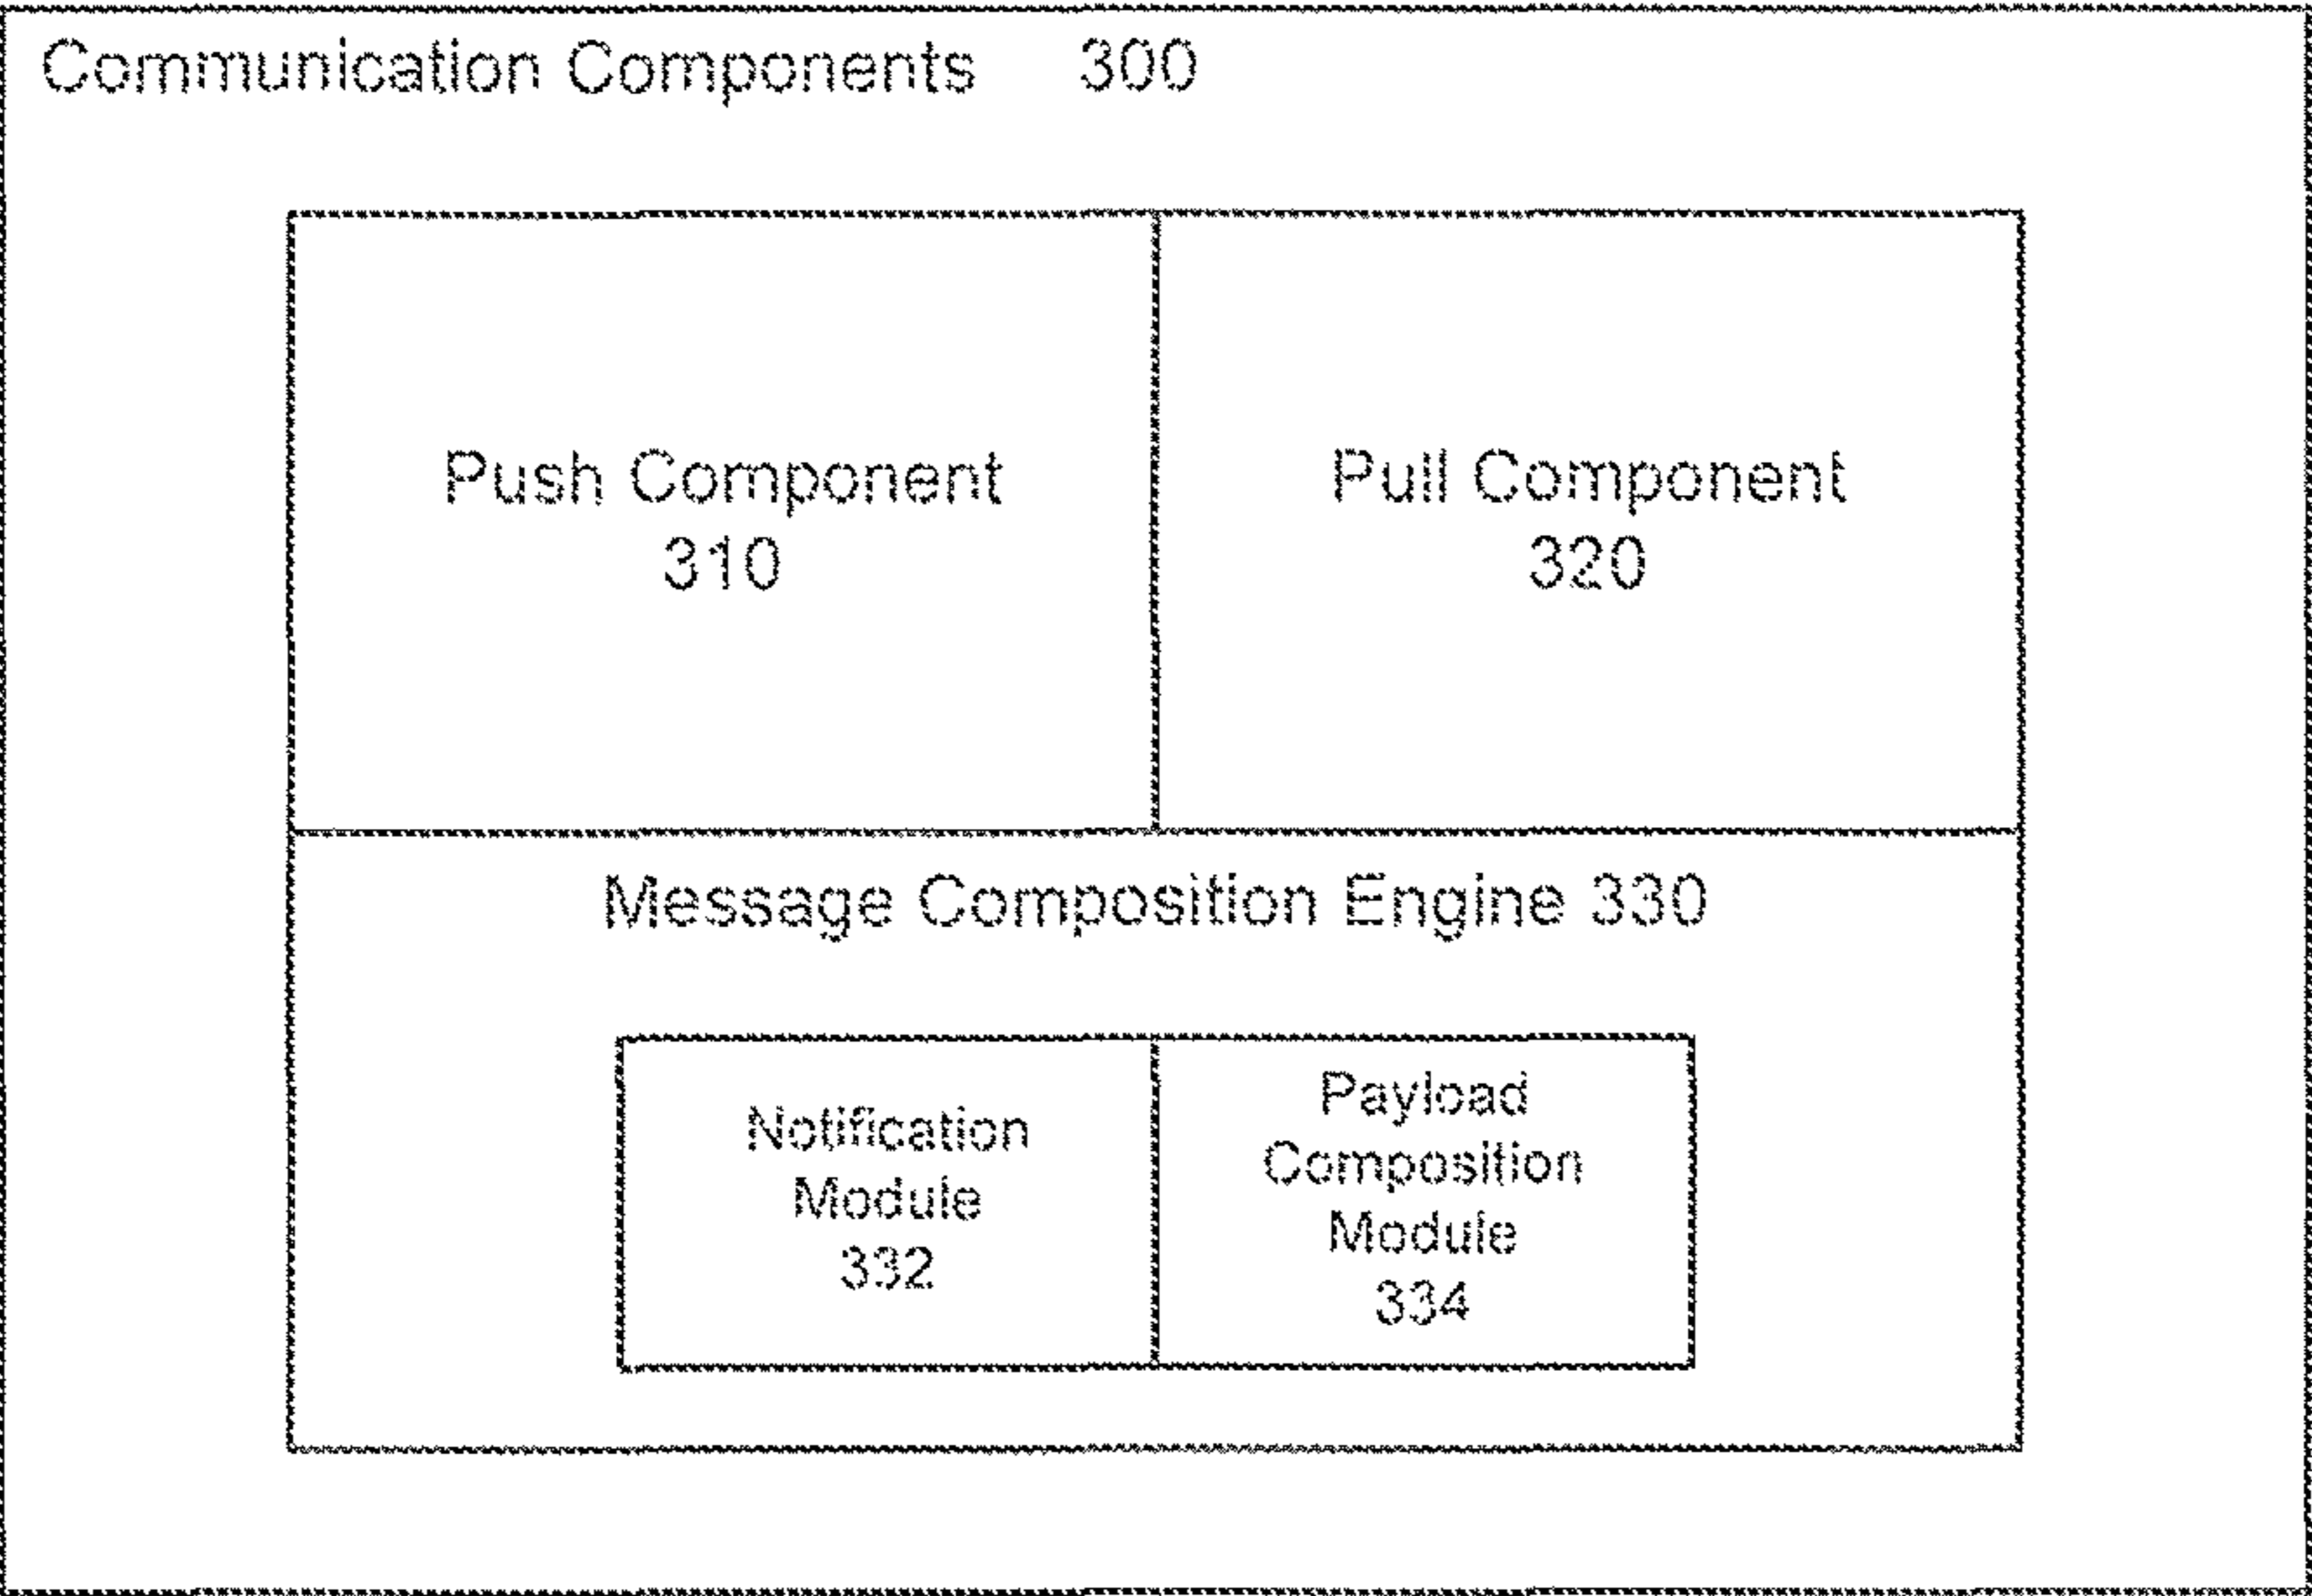 Communication Components 300
Push Component
310
Pull Component
320
Message Composition Engine 330
Notification
Module
332
Payload
Composition
Module
334